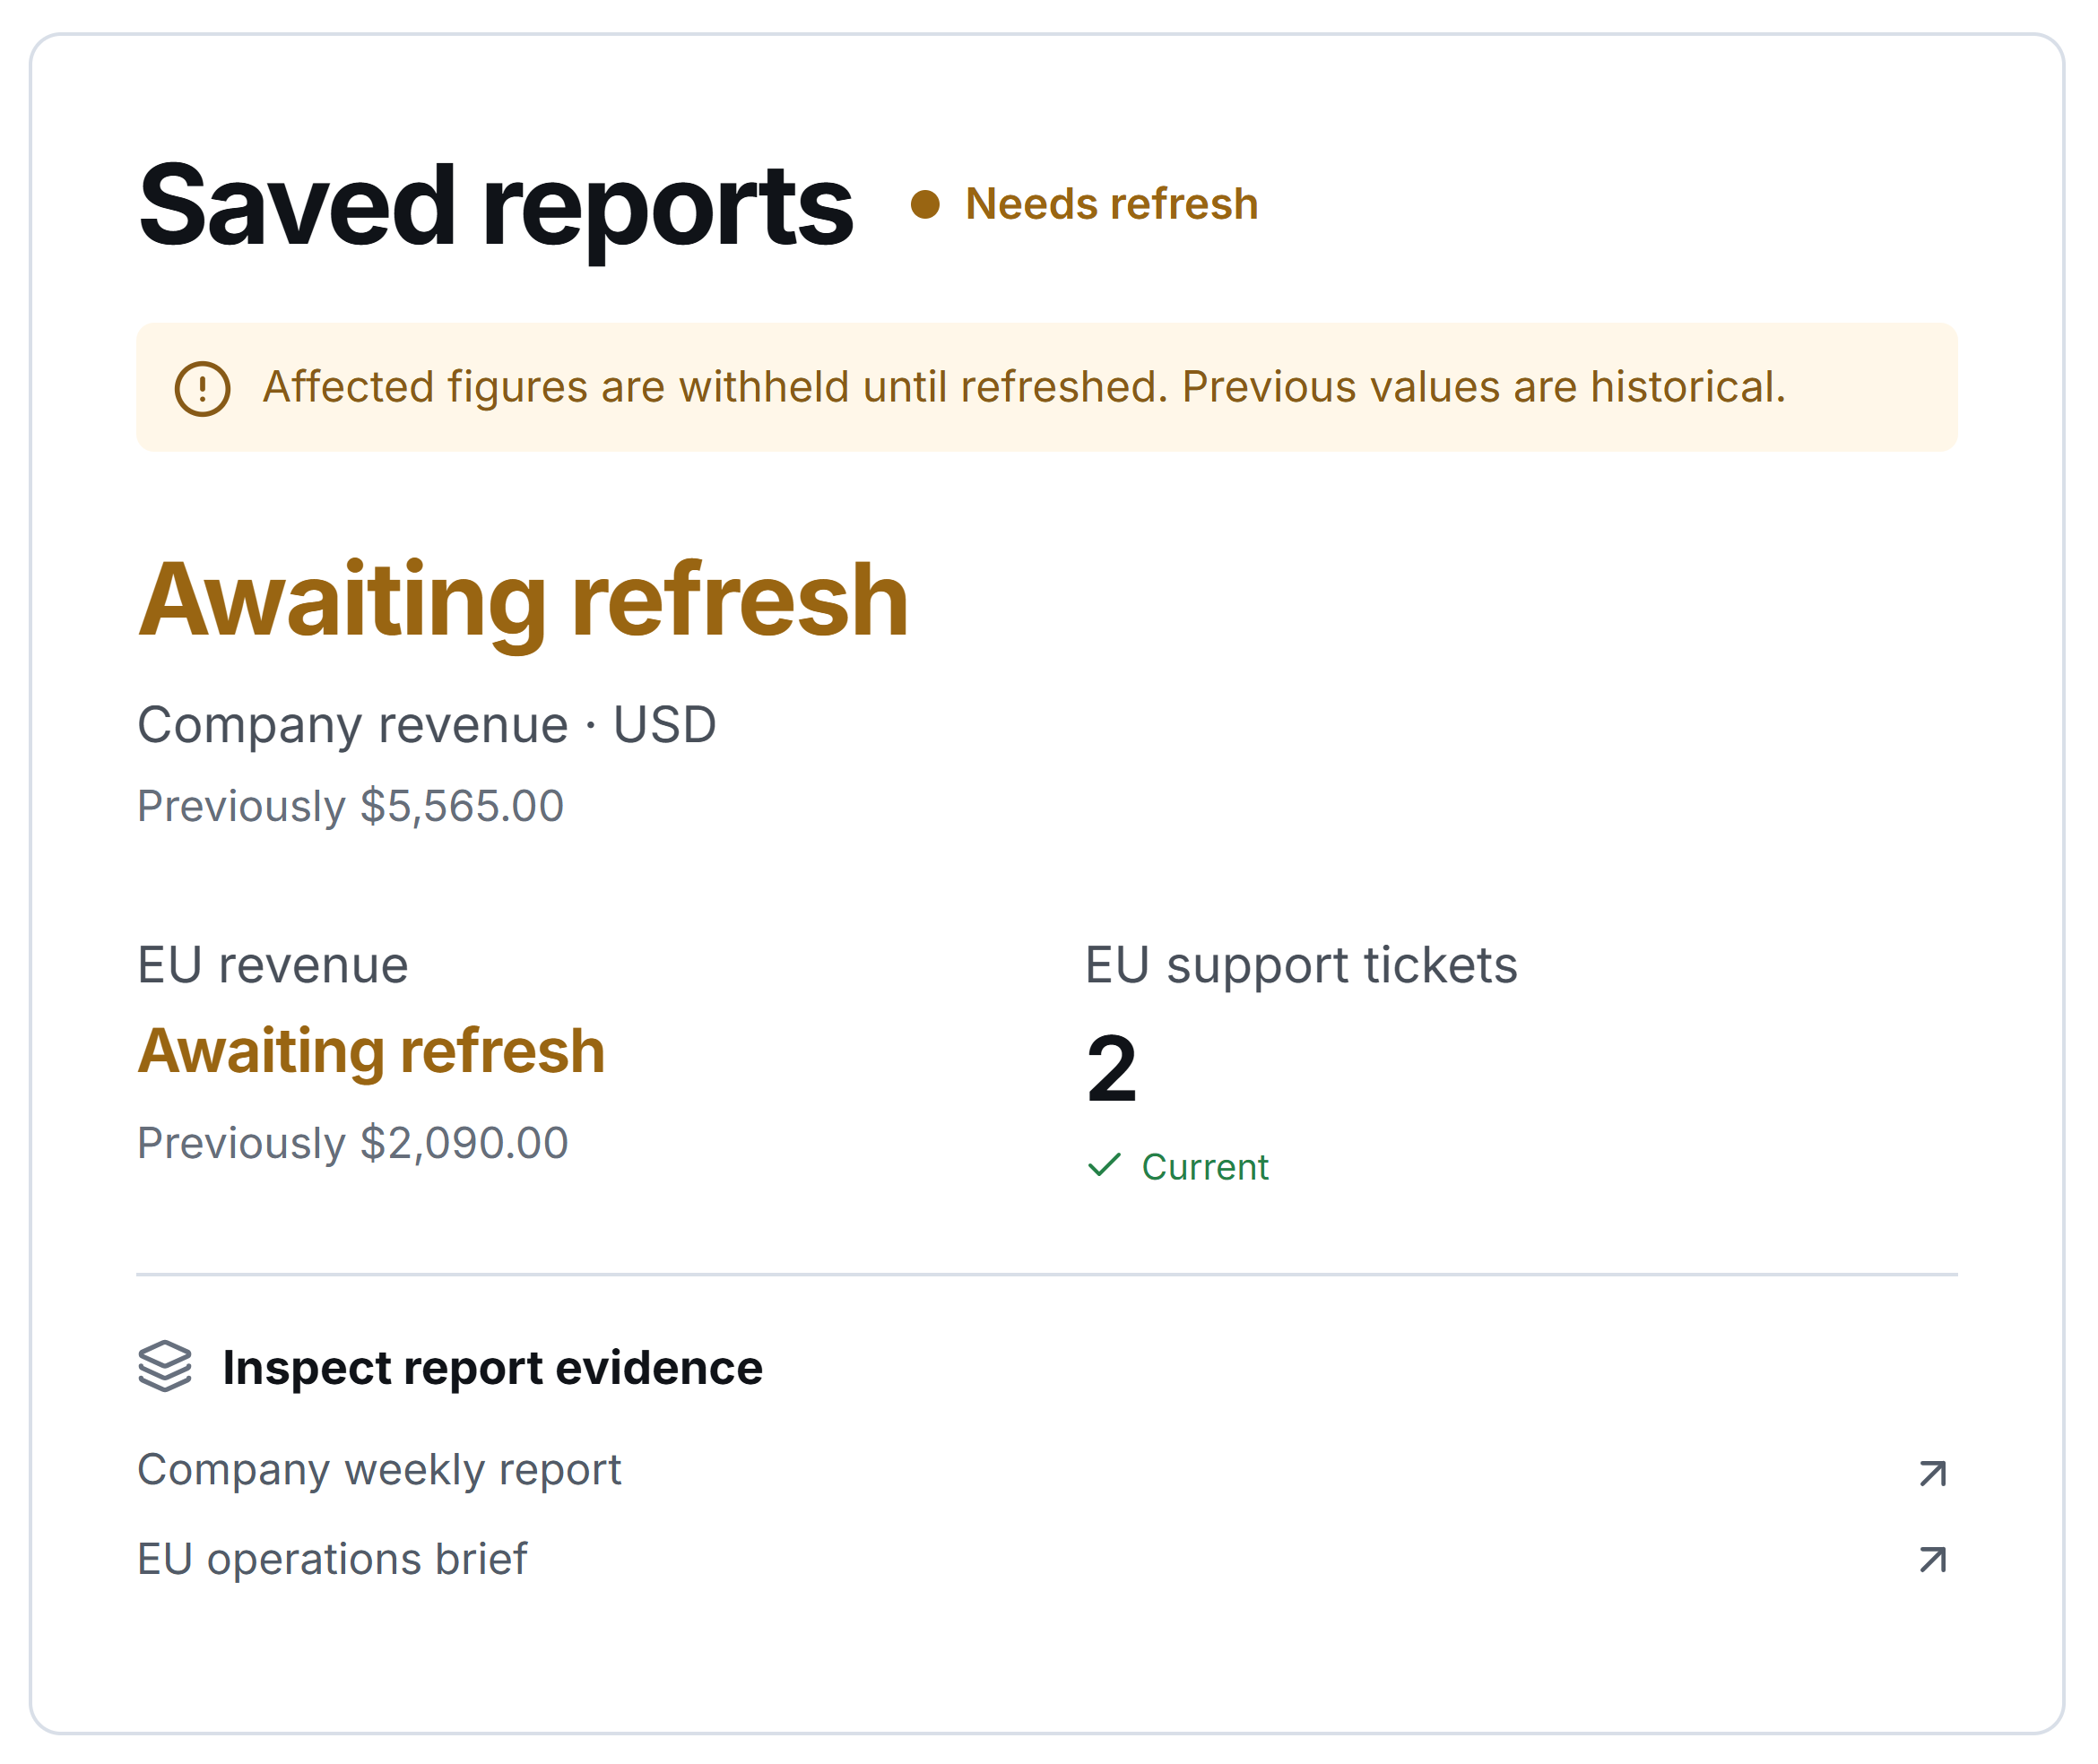 Saved reports
Needs refresh
Affected figures are withheld until refreshed. Previous values are historical.
Awaiting refresh
Company revenue · USD
Previously $5,565.00
EU revenue
Awaiting refresh
Previously $2,090.00
EU support tickets
2
Current
Inspect report evidence
Company weekly report
EU operations brief